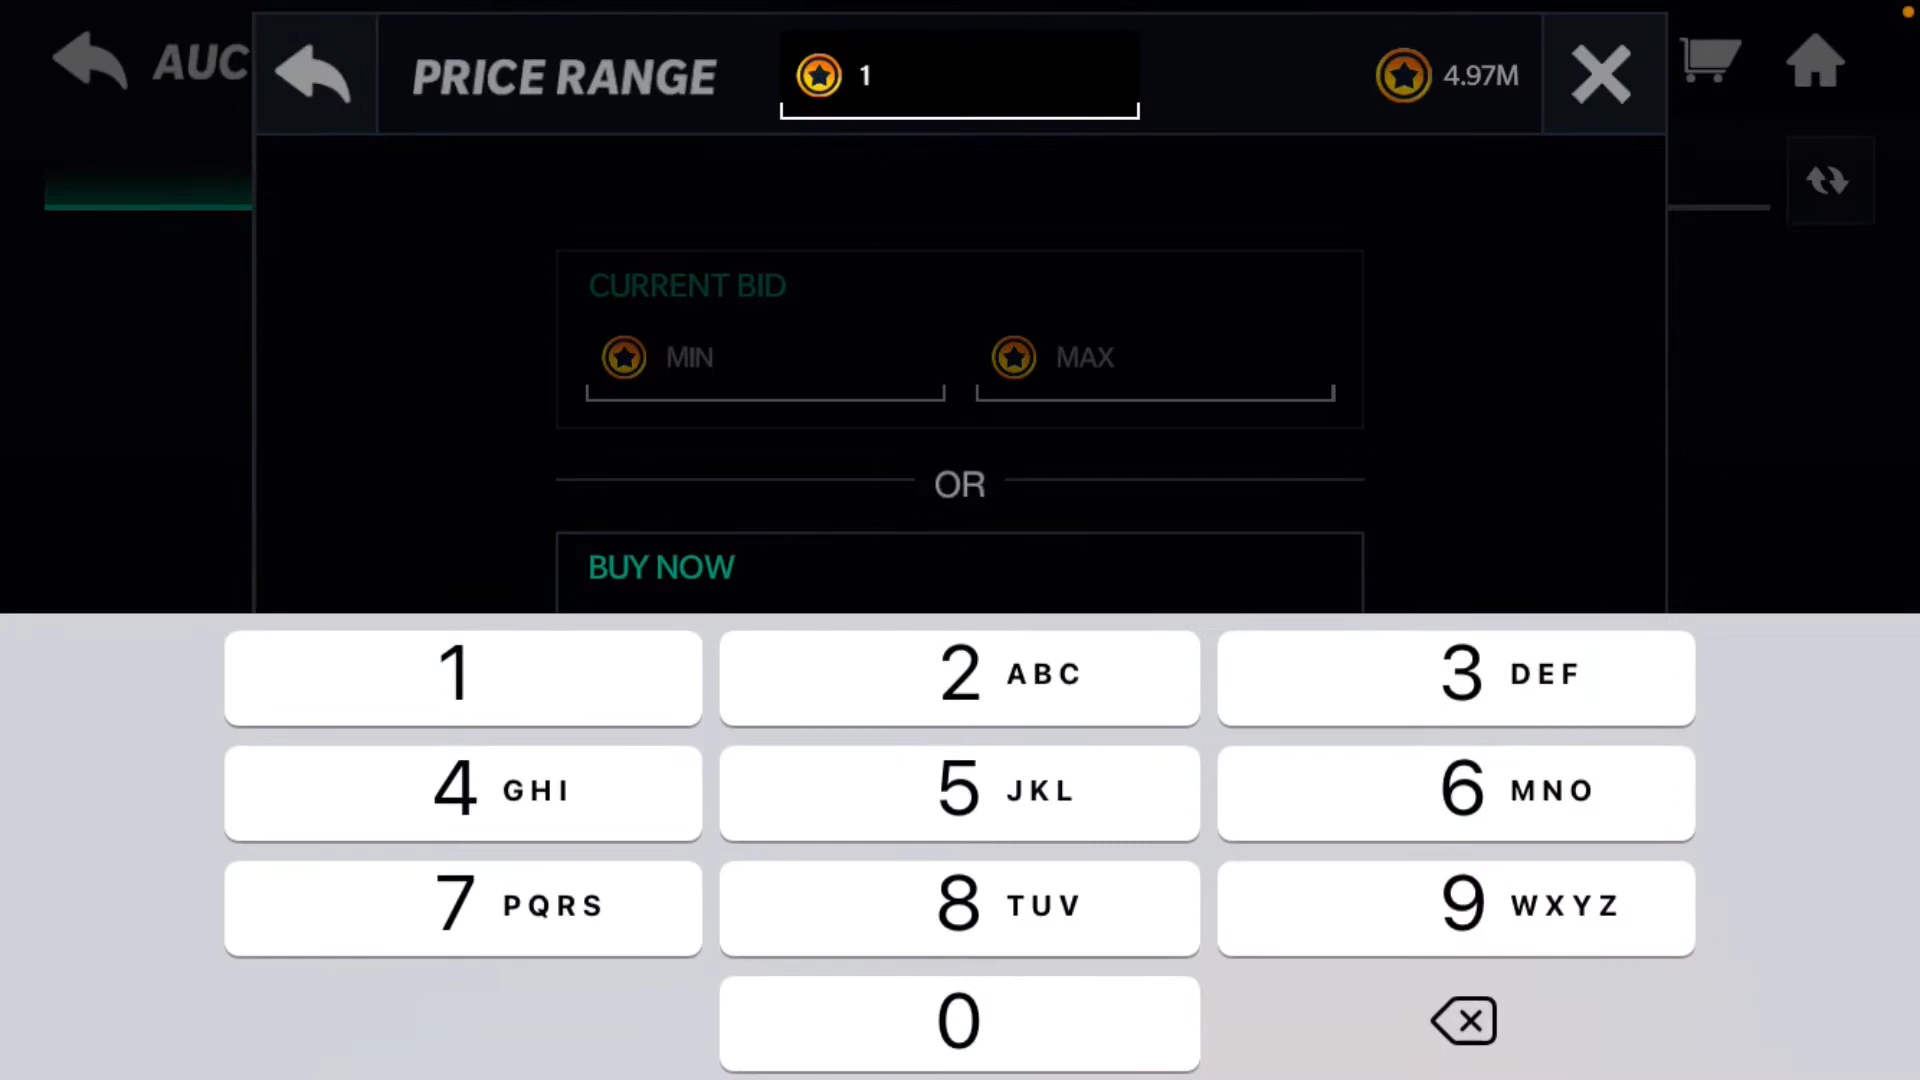 AUC
PRICE RANGE
1
4.97M
CURRENT BID
MIN
MAX
OR
BUY NOW
1
2 ABC
3 DEF
4 GHI
5 JKL
6 MNO
7 PQRS
8 TUV
9 WXYZ
0